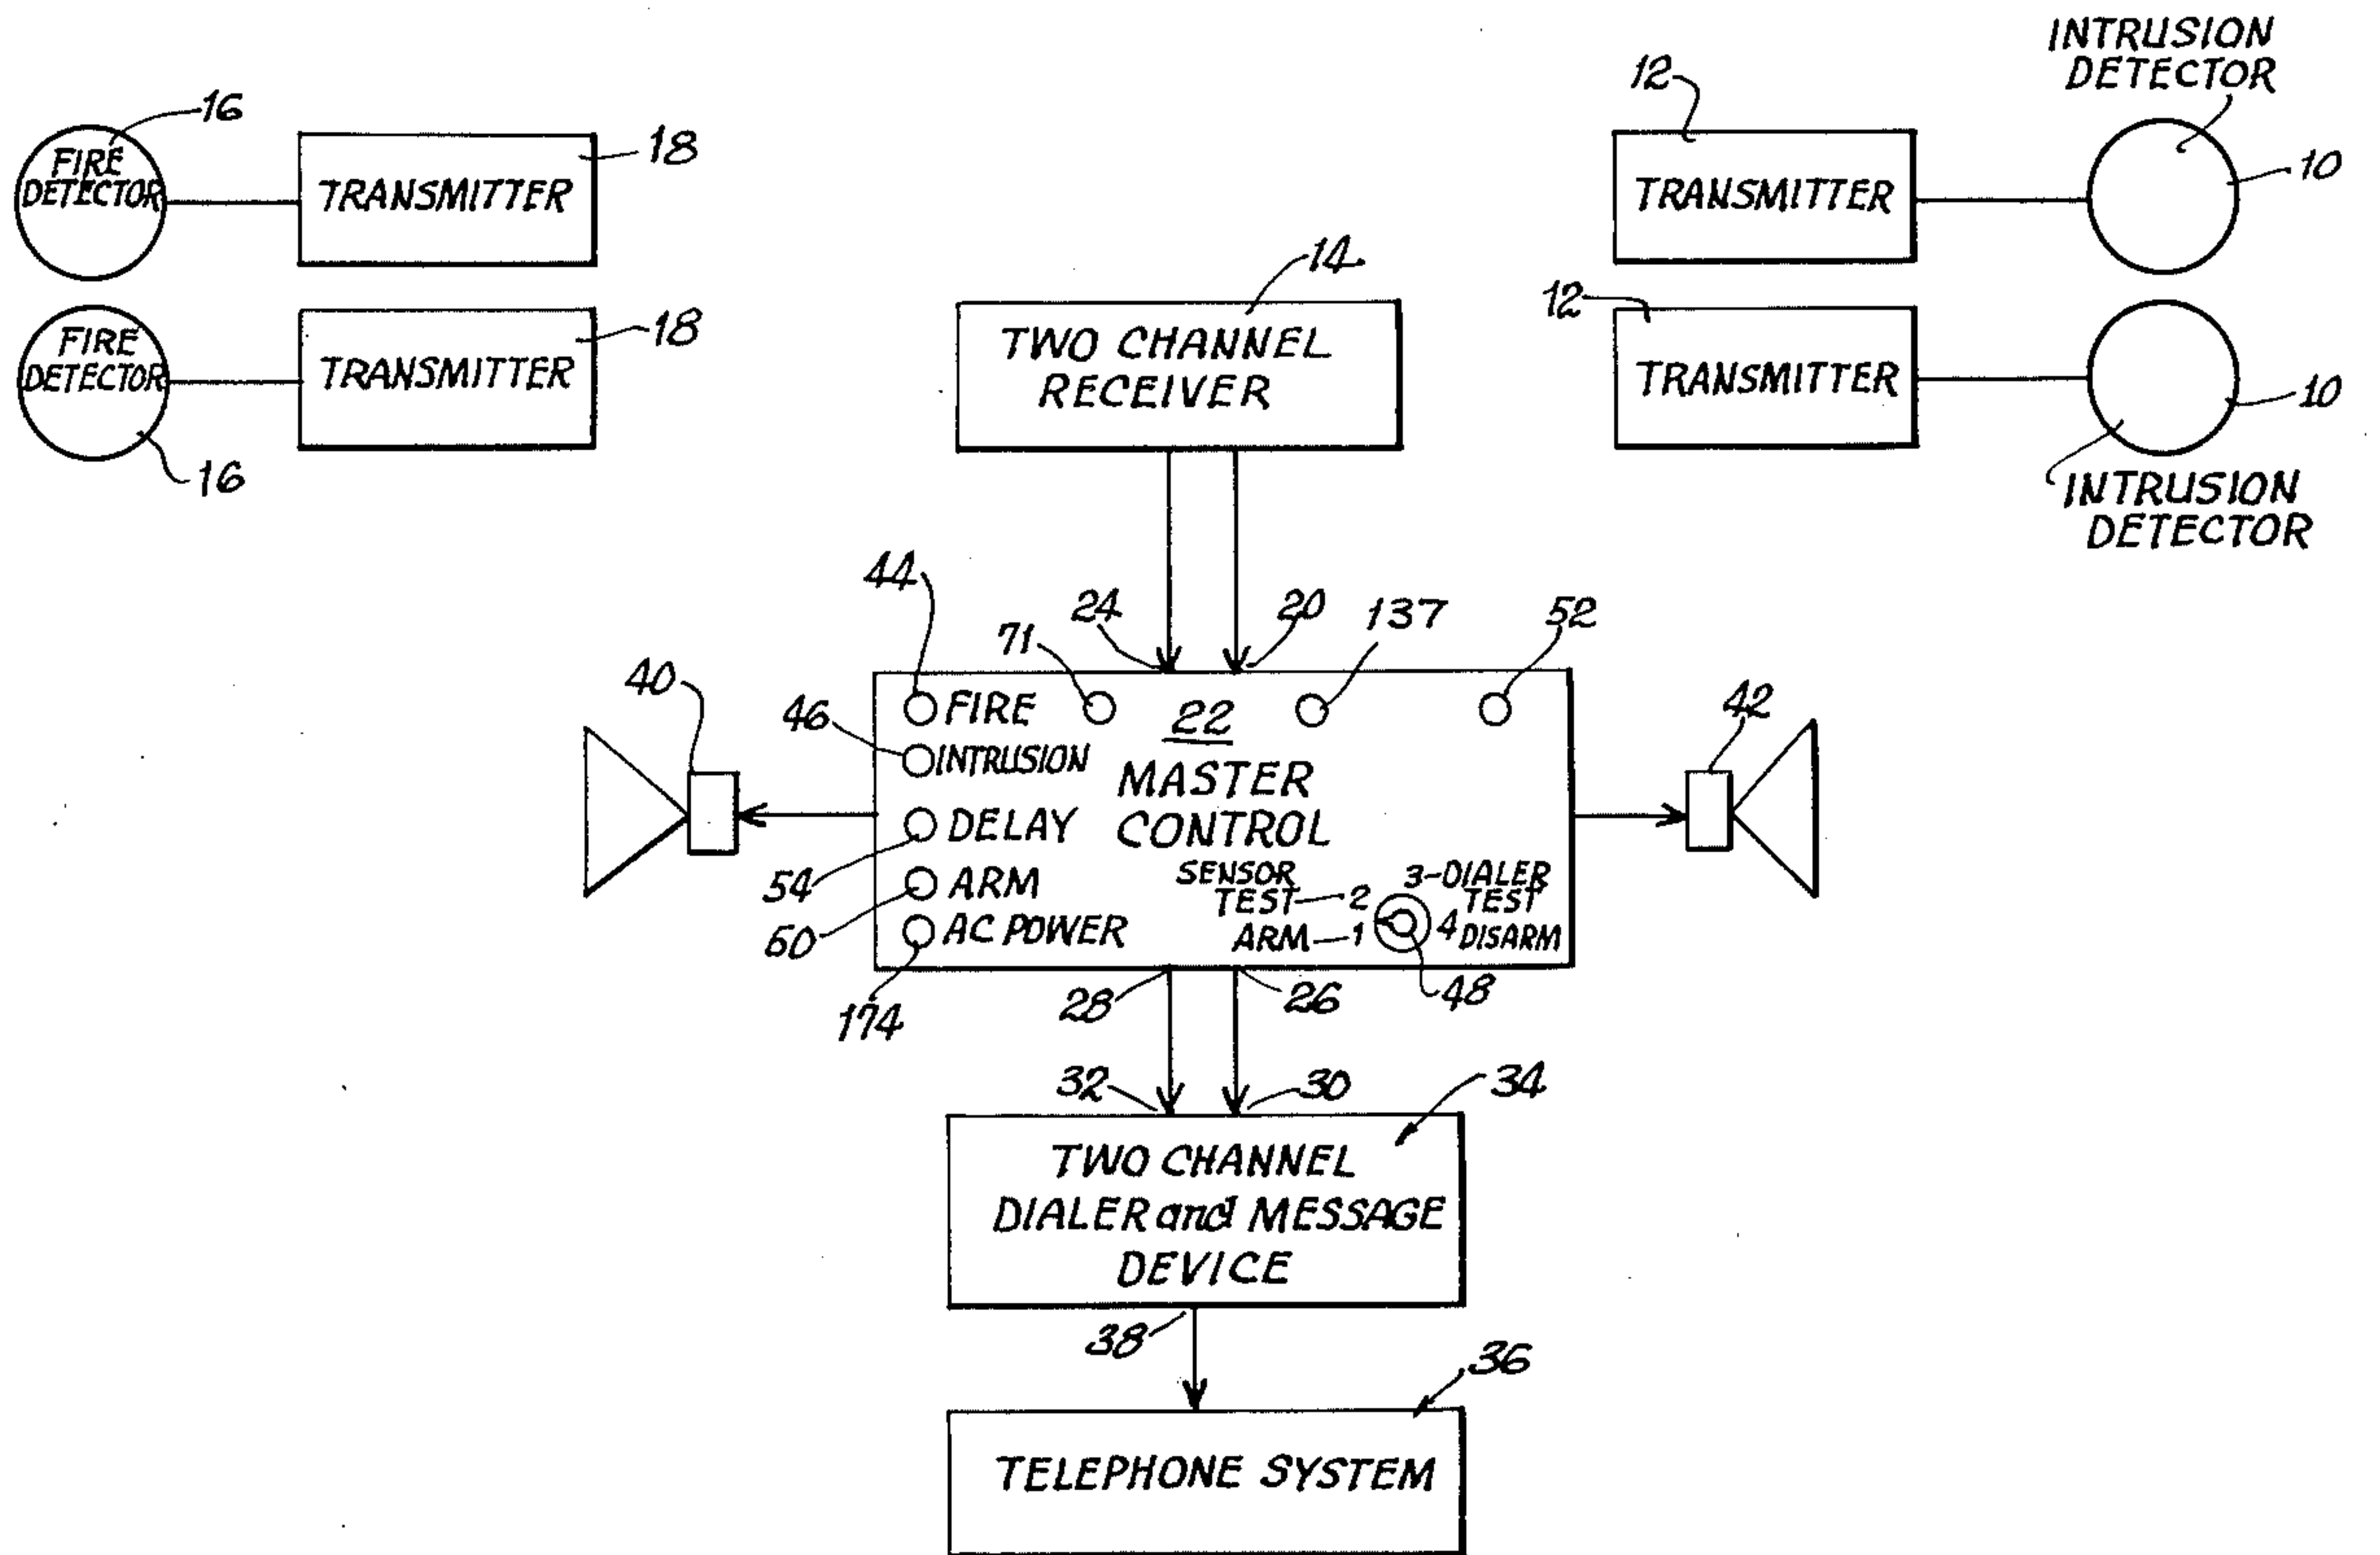 INTRUSION
DETECTOR
16
FIRE
DETECTOR
TRANSMITTER
18
12
TRANSMITTER
10
FIRE
DETECTOR
TRANSMITTER
18
16
14
TWO CHANNEL
RECEIVER
12
TRANSMITTER
10
INTRUSION
DETECTOR
44
71
24
20
137
52
40
46
42
FIRE
INTRUSION
DELAY
ARM
AC POWER
22
MASTER
CONTROL
SENSOR
TEST-2
ARM-1
3-DIALER
TEST
4 DISARM
54
50
174
48
28
26
32
30
34
TWO CHANNEL
DIALER and MESSAGE
DEVICE
38
36
TELEPHONE SYSTEM